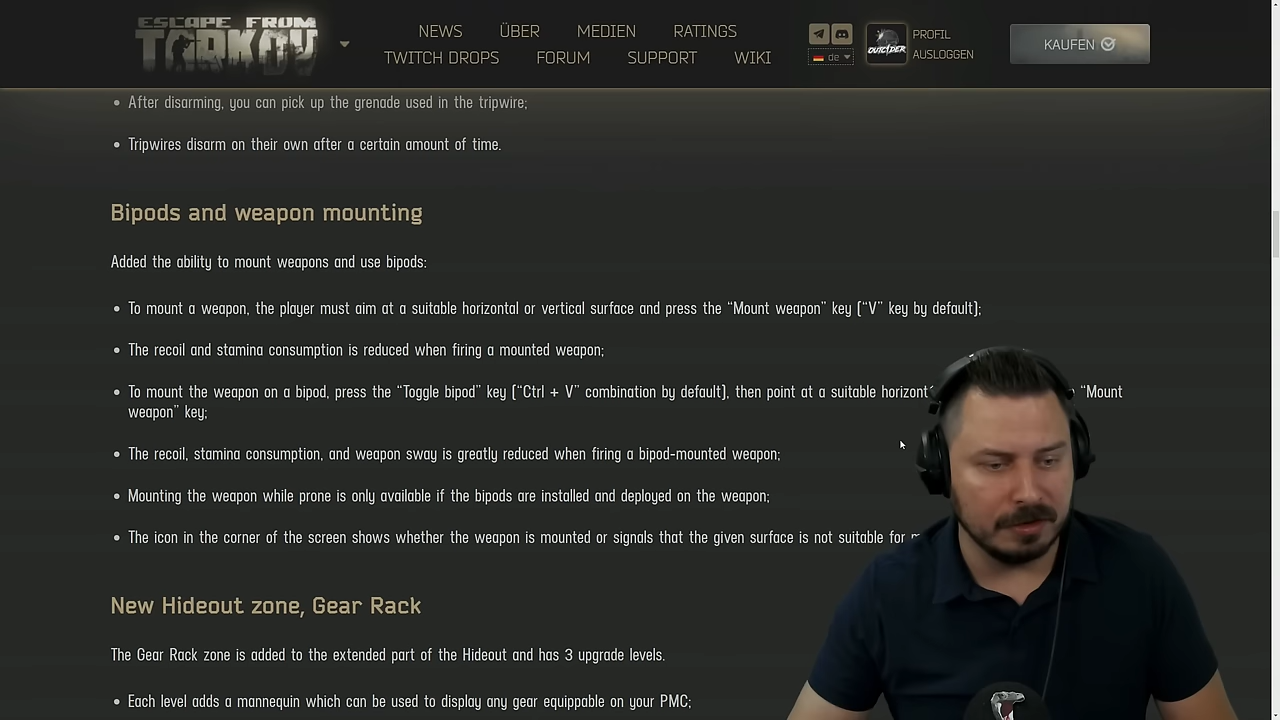 ESCAPE FROM
TARKOV
NEWS ÜBER MEDIEN RATINGS
TWITCH DROPS FORUM SUPPORT WIKI
de
OUTCIDER
PROFIL
AUSLOGGEN
KAUFEN
After disarming, you can pick up the grenade used in the tripwire;
Tripwires disarm on their own after a certain amount of time.
Bipods and weapon mounting
Added the ability to mount weapons and use bipods:
To mount a weapon, the player must aim at a suitable horizontal or vertical surface and press the “Mount weapon” key (“V” key by default);
The recoil and stamina consumption is reduced when firing a mounted weapon;
To mount the weapon on a bipod, press the “Toggle bipod” key (“Ctrl + V” combination by default), then point at a suitable “Mount
weapon” key;
The recoil, stamina consumption, and weapon sway is greatly reduced when firing a bipod-mounted weapon;
Mounting the weapon while prone is only available if the bipods are installed and deployed on the weapon;
The icon in the corner of the screen shows whether the weapon is mounted or signals that the given surface is not suitable for
New Hideout zone, Gear Rack
The Gear Rack zone is added to the extended part of the Hideout and has 3 upgrade levels.
Each level adds a mannequin which can be used to display any gear equippable on your PMC;